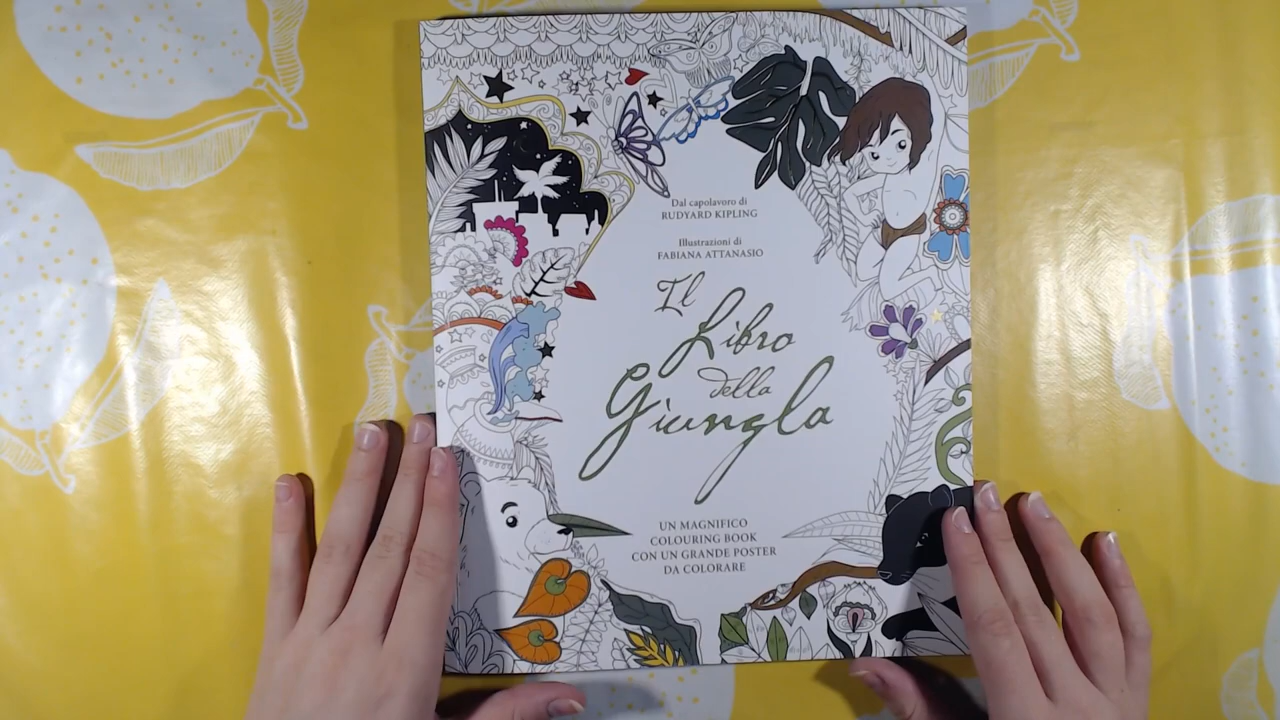 Dal capolavoro di
RUDYARD KIPLING
Illustrazioni di
FABIANA ATTANASIO
Il
Libro
della
Giungla
UN MAGNIFICO
COLOURING BOOK
CON UN GRANDE POSTER
DA COLORARE